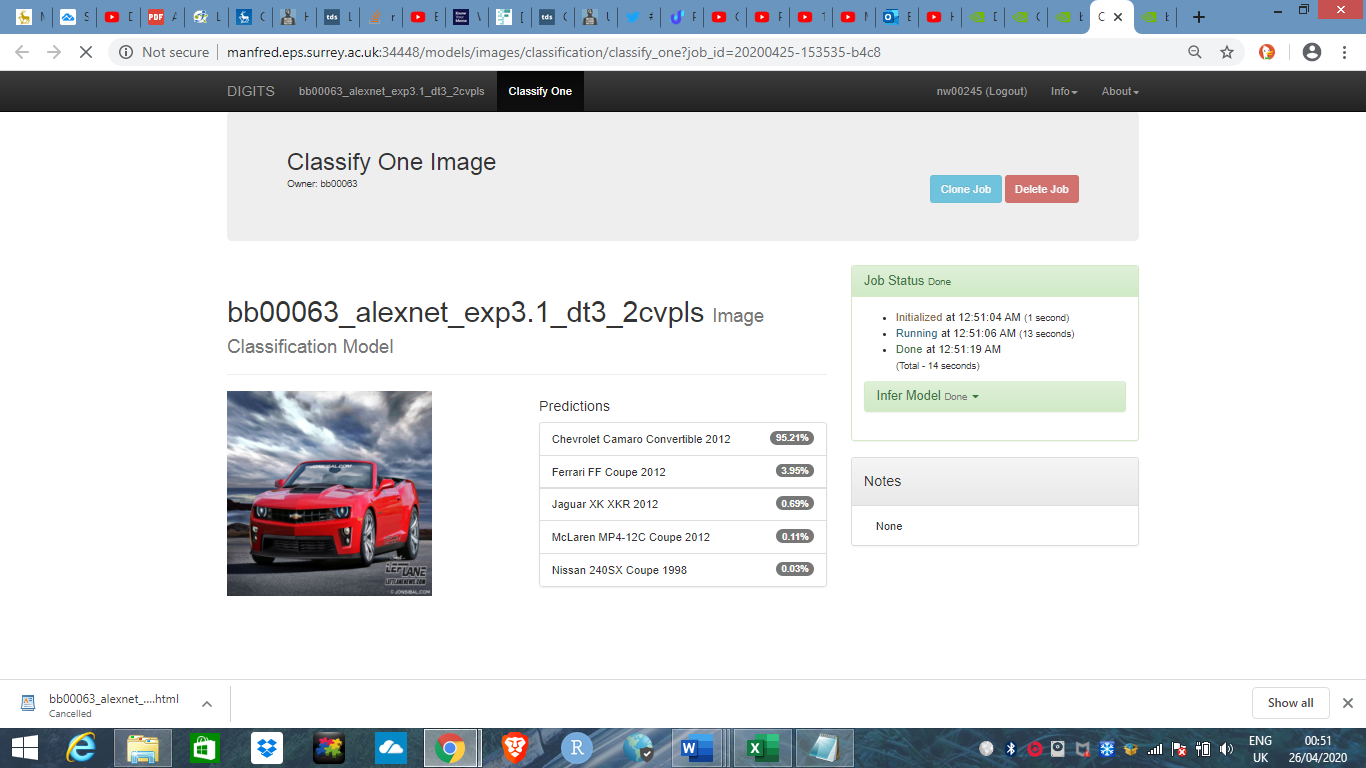 Not secure
manfred.eps.surrey.ac.uk:34448/models/images/classification/classify_one?job_id=20200425-153535-b4c8
DIGITS
bb00063_alexnet_exp3.1_dt3_2cvpls
Classify One
nw00245 (Logout)
Info
About
Classify One Image
Owner: bb00063
Clone Job
Delete Job
bb00063_alexnet_exp3.1_dt3_2cvpls Image
Classification Model
Predictions
Chevrolet Camaro Convertible 2012 95.21%
Ferrari FF Coupe 2012 3.95%
Jaguar XK XKR 2012 0.69%
McLaren MP4-12C Coupe 2012 0.11%
Nissan 240SX Coupe 1998 0.03%
LEFT LANE
LEFTLANENEWS.COM
© JONSIBAL.COM
Job Status Done
Initialized at 12:51:04 AM (1 second)
Running at 12:51:06 AM (13 seconds)
Done at 12:51:19 AM
(Total - 14 seconds)
Infer Model Done
Notes
None
bb00063_alexnet_....html
Cancelled
Show all
ENG
UK
00:51
26/04/2020